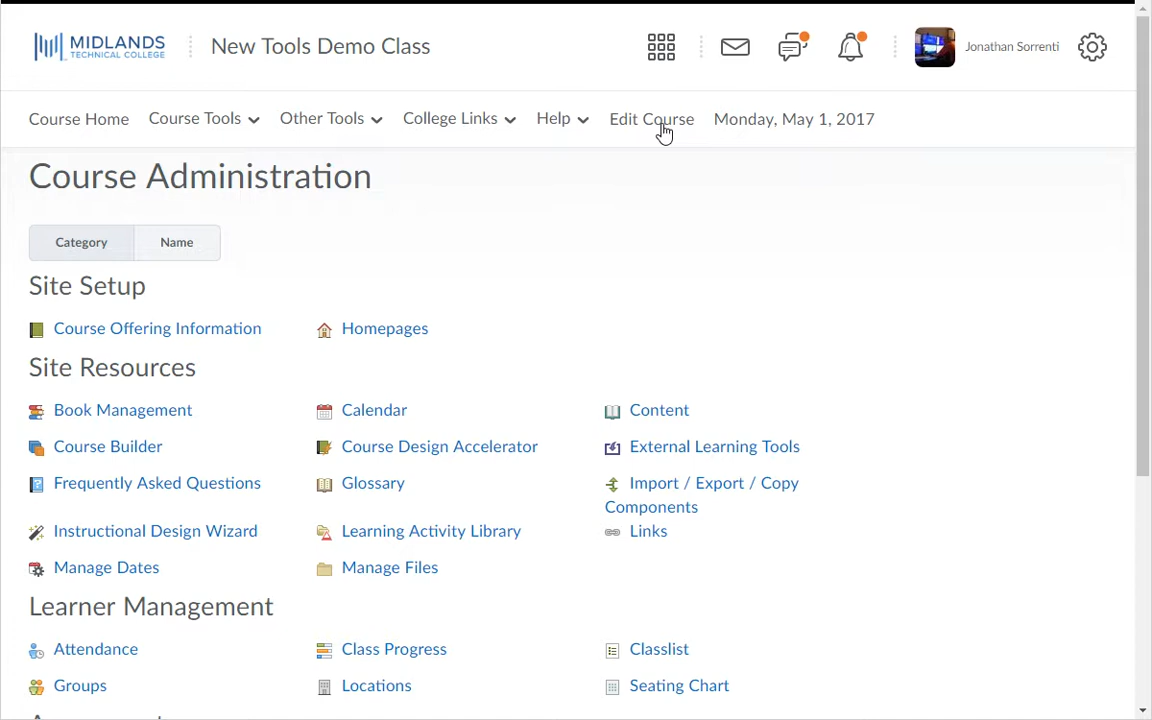 MIDLANDS
TECHNICAL COLLEGE
New Tools Demo Class
Jonathan Sorrenti
Course Home Course Tools Other Tools College Links Help Edit Course Monday, May 1, 2017
Course Administration
Category Name
Site Setup
Course Offering Information Homepages
Site Resources
Book Management Calendar Content
Course Builder Course Design Accelerator External Learning Tools
Frequently Asked Questions Glossary Import / Export / Copy
Components
Instructional Design Wizard Learning Activity Library Links
Manage Dates Manage Files
Learner Management
Attendance Class Progress Classlist
Groups Locations Seating Chart